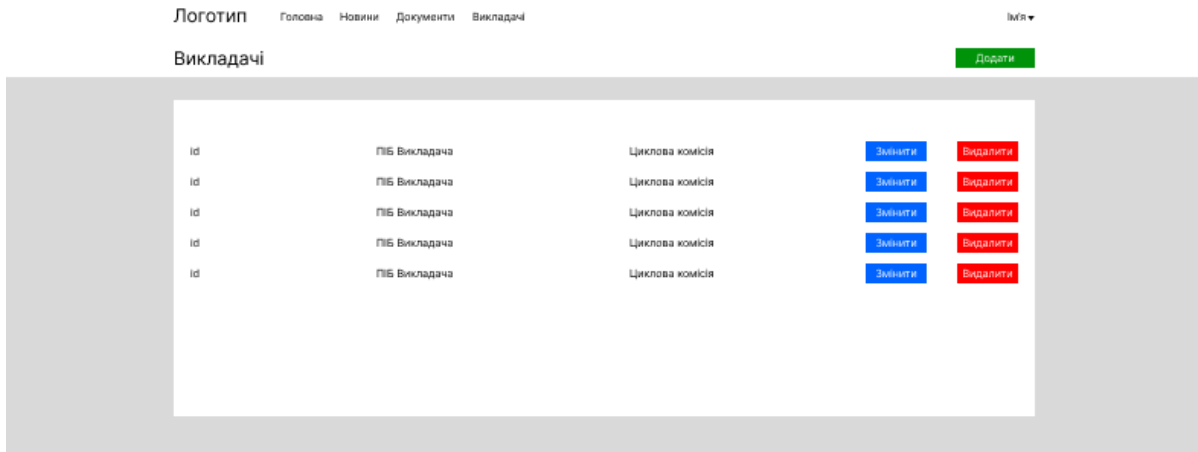 Логотип Головна Новини Документи Викладачі Ім'я
Викладачі Додати
id ПІБ Викладача Циклова комісія Змінити Видалити
id ПІБ Викладача Циклова комісія Змінити Видалити
id ПІБ Викладача Циклова комісія Змінити Видалити
id ПІБ Викладача Циклова комісія Змінити Видалити
id ПІБ Викладача Циклова комісія Змінити Видалити